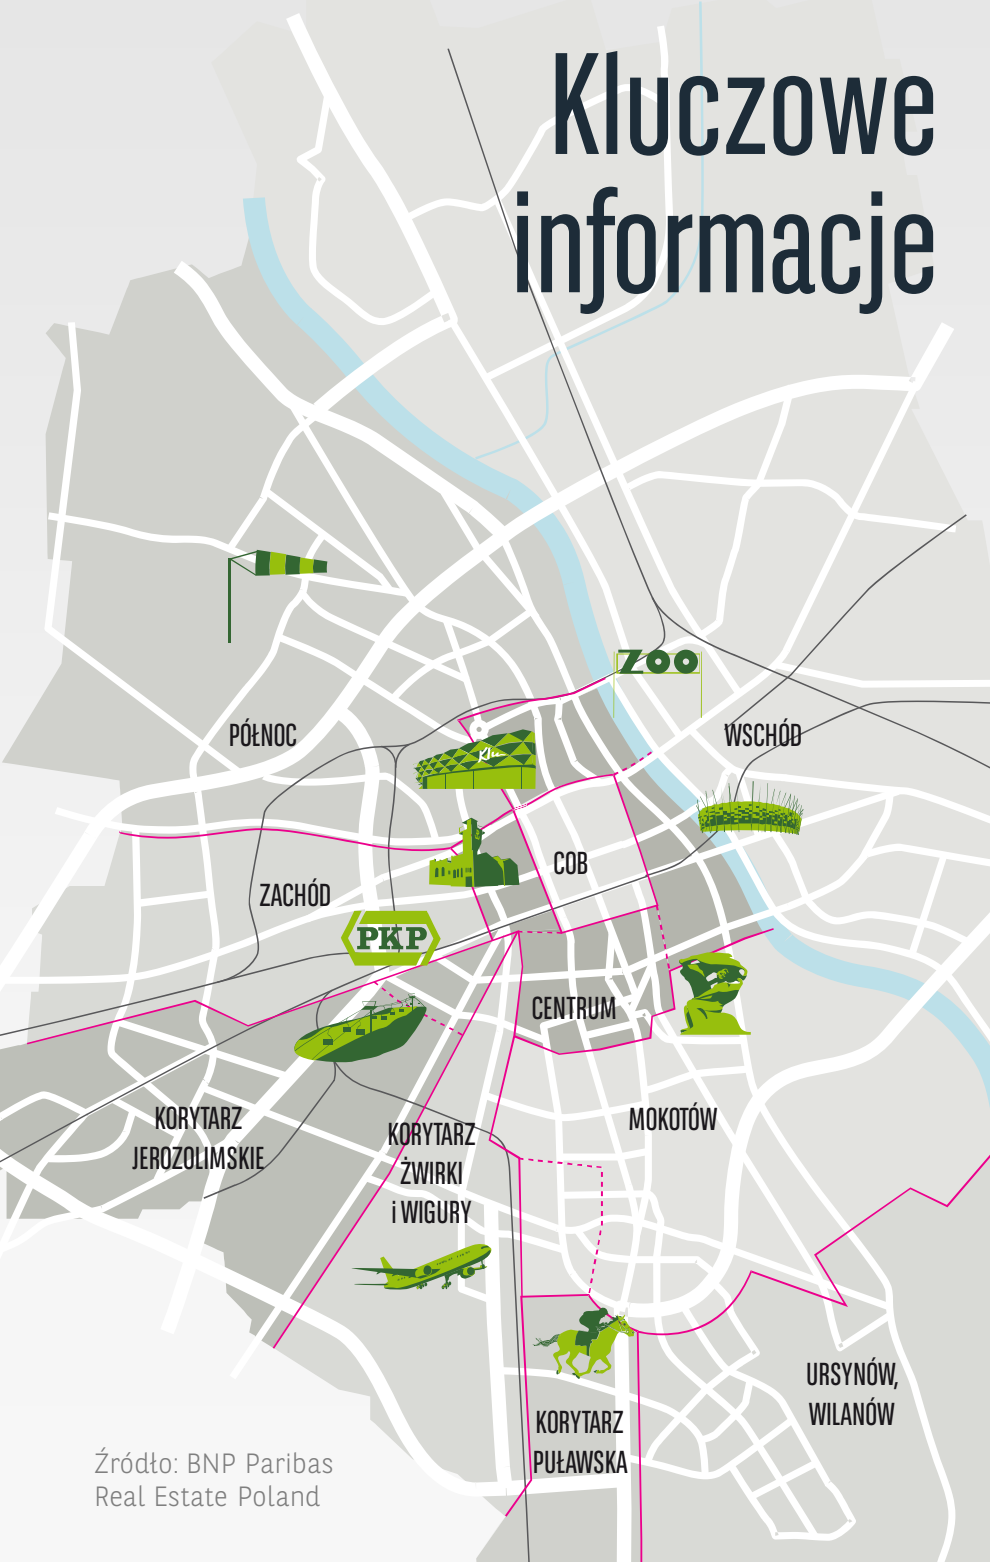 Kluczowe
informacje
ZOO
PÓŁNOC
WSCHÓD
COB
ZACHÓD
PKP
CENTRUM
KORYTARZ
JEROZOLIMSKIE
MOKOTÓW
KORYTARZ
ŻWIRKI
i WIGURY
URSYNÓW,
WILANÓW
KORYTARZ
PUŁAWSKA
Źródło: BNP Paribas
Real Estate Poland